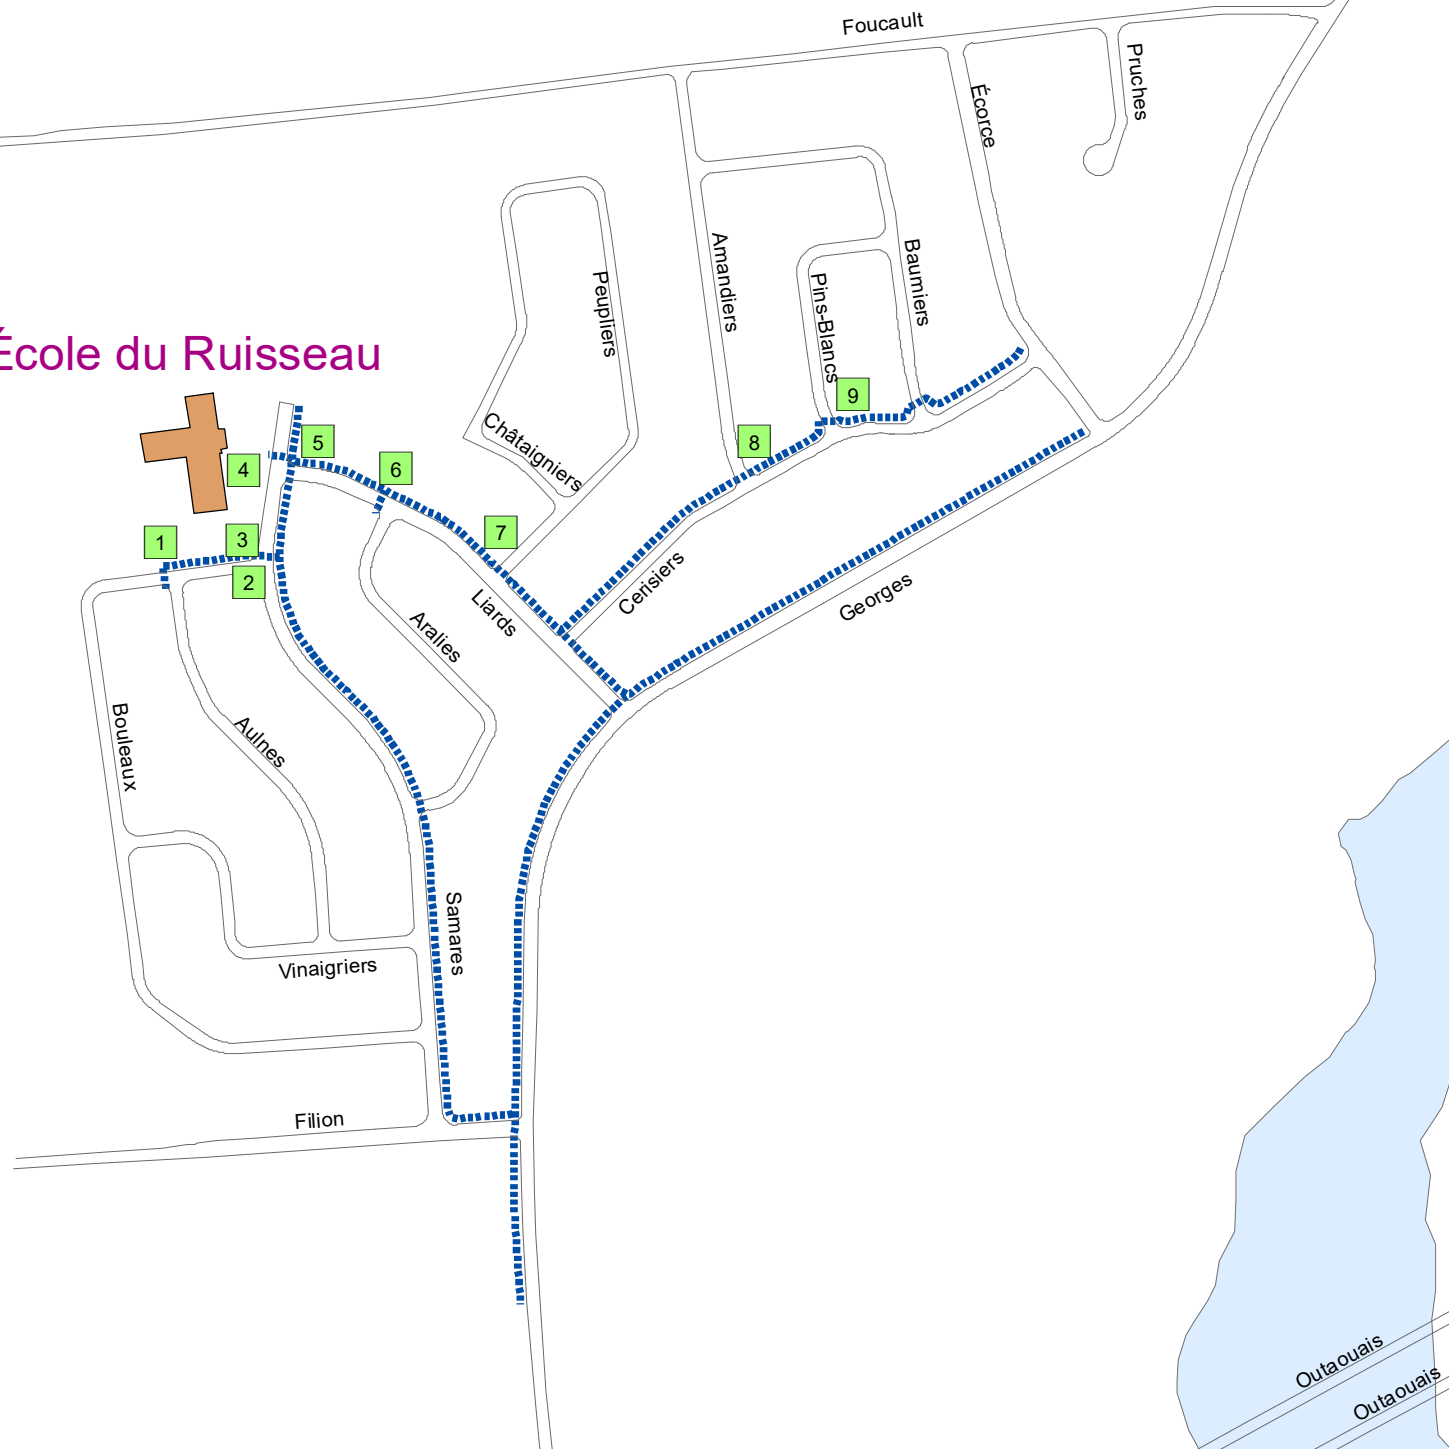 Foucault
Pruches
Écorce
Amandiers
Baumiers
Peupliers
Pins-Blancs
École du Ruisseau
9
Châtaigniers
5
8
4
6
7
1
3
2
Cerisiers
Georges
Liards
Aralies
Bouleaux
Aulnes
Samares
Vinaigriers
Filion
Outaouais
Outaouais